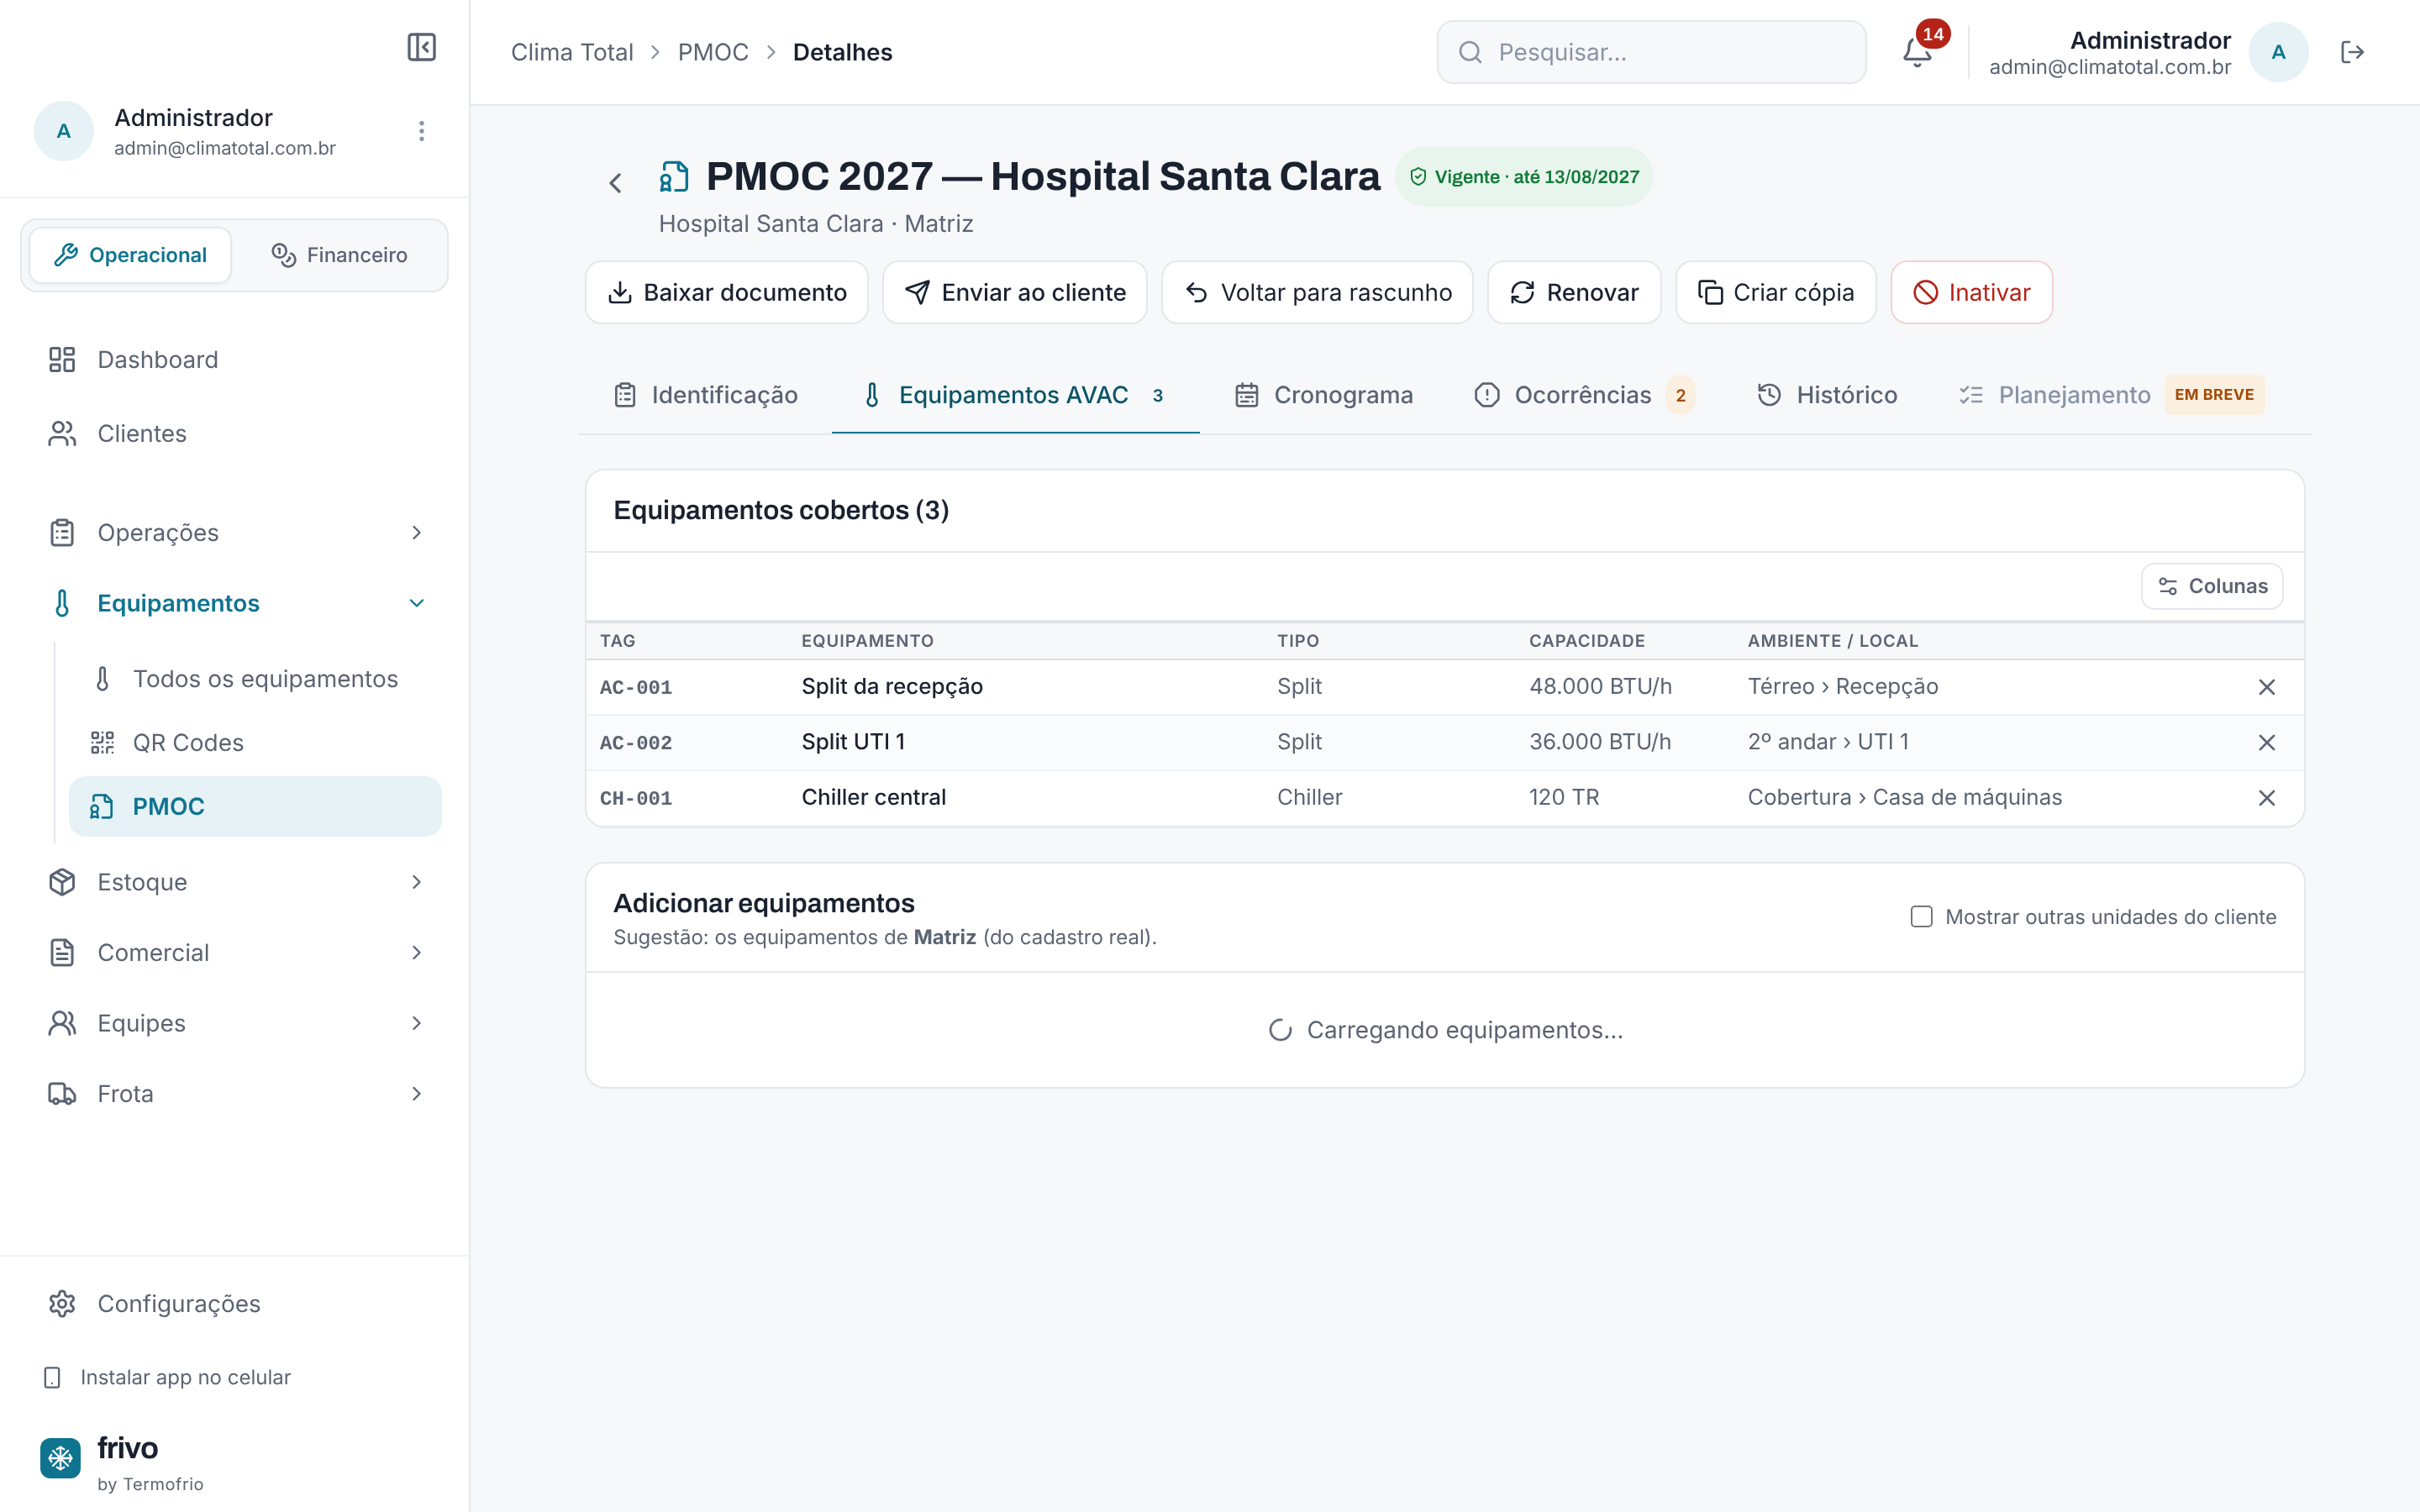 Clima Total > PMOC > Detalhes
Pesquisar...
14
Administrador
admin@climatotal.com.br
A
A
Administrador
admin@climatotal.com.br
Operacional
Financeiro
Dashboard
Clientes
Operações
Equipamentos
Todos os equipamentos
QR Codes
PMOC
Estoque
Comercial
Equipes
Frota
Configurações
Instalar app no celular
frivo
by Termofrio
PMOC 2027 — Hospital Santa Clara
Vigente · até 13/08/2027
Hospital Santa Clara · Matriz
Baixar documento
Enviar ao cliente
Voltar para rascunho
Renovar
Criar cópia
Inativar
Identificação
Equipamentos AVAC 3
Cronograma
Ocorrências 2
Histórico
Planejamento EM BREVE
Equipamentos cobertos (3)
Colunas
TAG EQUIPAMENTO TIPO CAPACIDADE AMBIENTE / LOCAL
AC-001 Split da recepção Split 48.000 BTU/h Térreo › Recepção
AC-002 Split UTI 1 Split 36.000 BTU/h 2º andar › UTI 1
CH-001 Chiller central Chiller 120 TR Cobertura › Casa de máquinas
Adicionar equipamentos
Sugestão: os equipamentos de Matriz (do cadastro real).
Mostrar outras unidades do cliente
Carregando equipamentos...